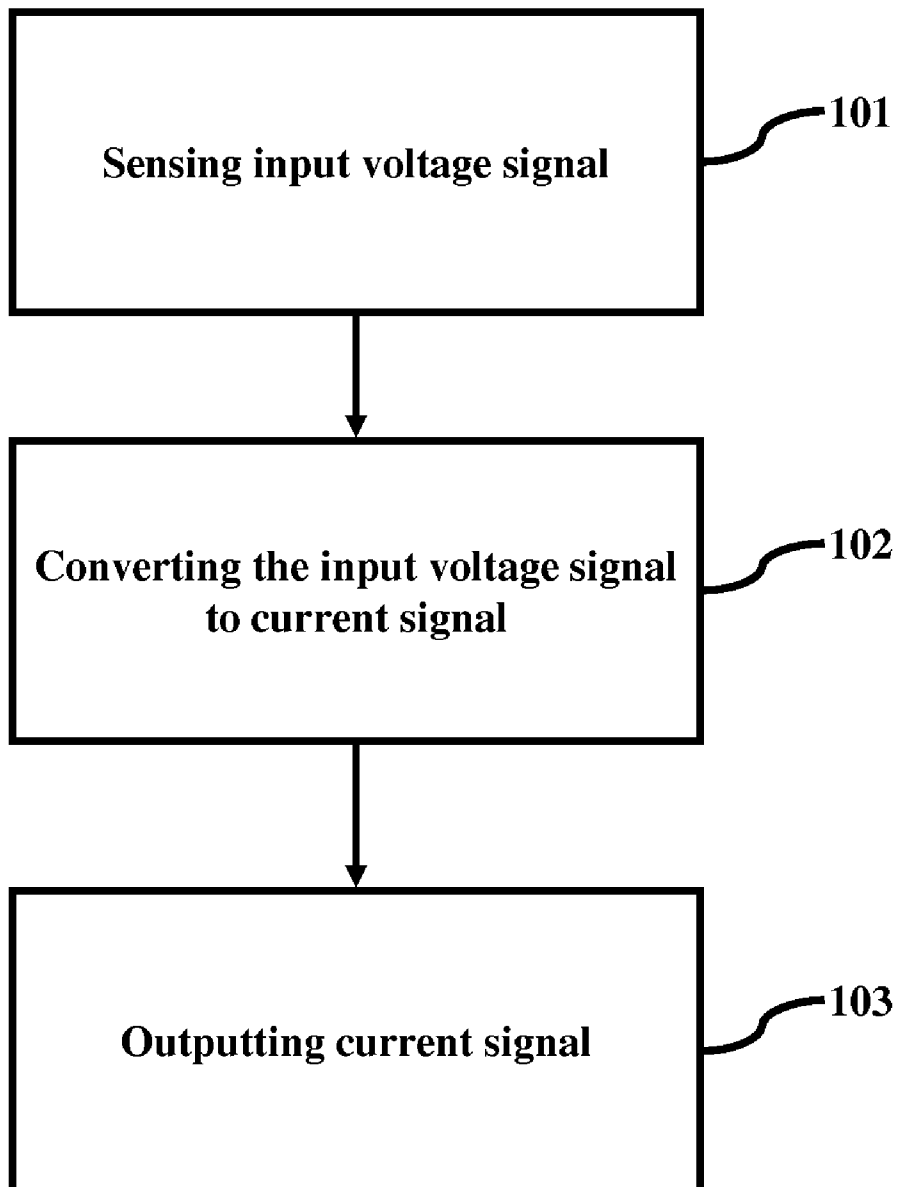 Sensing input voltage signal
101
Converting the input voltage signal
to current signal
102
Outputting current signal
103